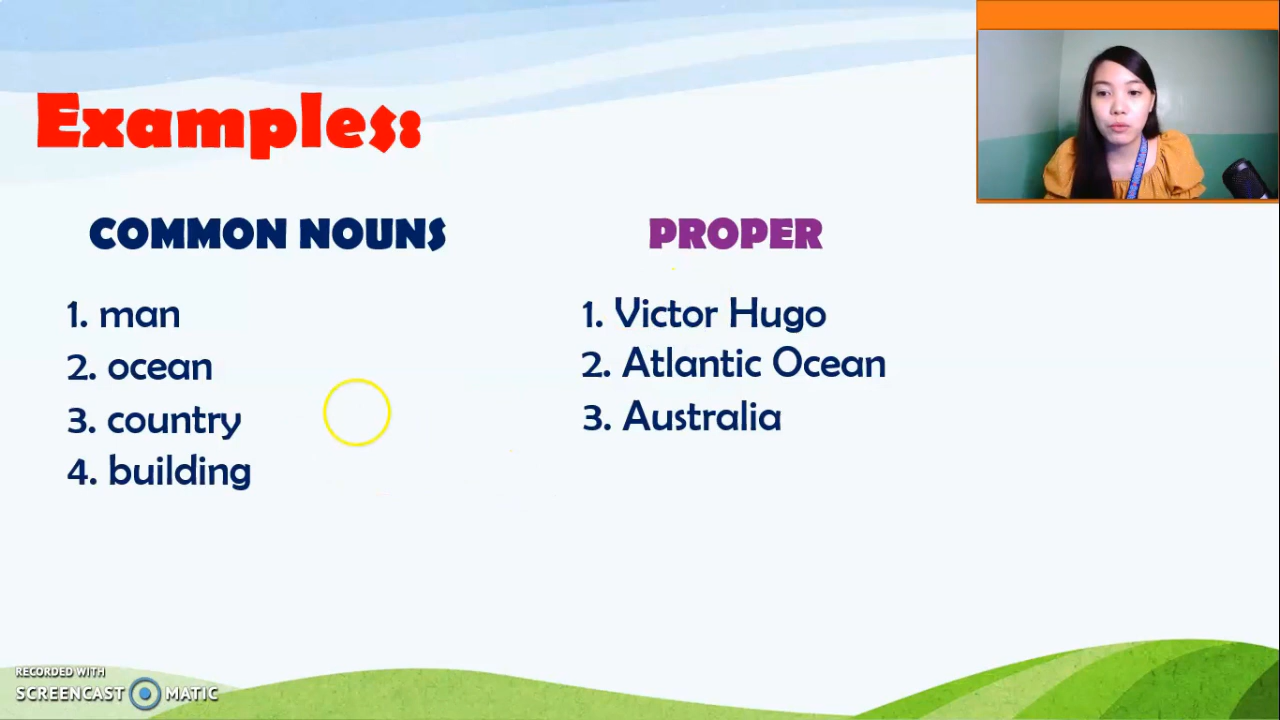 Examples:
COMMON NOUNS
1. man
2. ocean
3. country
4. building
PROPER
1. Victor Hugo
2. Atlantic Ocean
3. Australia
RECORDED WITH
SCREENCAST MATIC